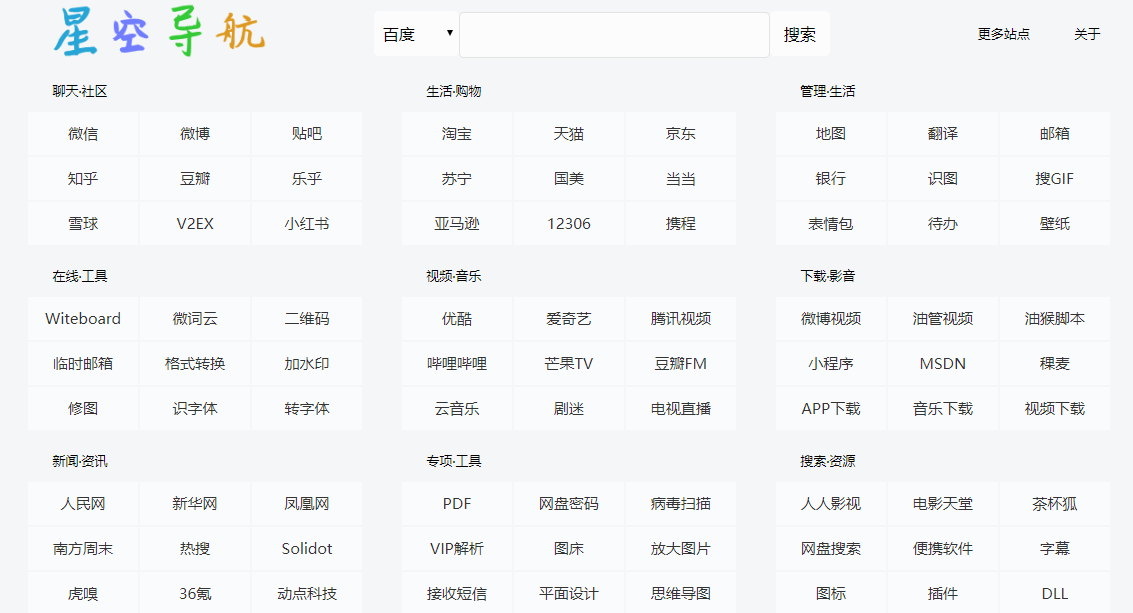 星空导航 百度 搜索 更多站点 关于
聊天·社区 生活·购物 管理·生活
微信 微博 贴吧 淘宝 天猫 京东 地图 翻译 邮箱
知乎 豆瓣 乐乎 苏宁 国美 当当 银行 识图 搜GIF
雪球 V2EX 小红书 亚马逊 12306 携程 表情包 待办 壁纸
在线·工具 视频·音乐 下载·影音
Witeboard 微词云 二维码 优酷 爱奇艺 腾讯视频 微博视频 油管视频 油猴脚本
临时邮箱 格式转换 加水印 哔哩哔哩 芒果TV 豆瓣FM 小程序 MSDN 稞麦
修图 识字体 转字体 云音乐 剧迷 电视直播 APP下载 音乐下载 视频下载
新闻·资讯 专项·工具 搜索·资源
人民网 新华网 凤凰网 PDF 网盘密码 病毒扫描 人人影视 电影天堂 茶杯狐
南方周末 热搜 Solidot VIP解析 图床 放大图片 网盘搜索 便携软件 字幕
虎嗅 36氪 动点科技 接收短信 平面设计 思维导图 图标 插件 DLL